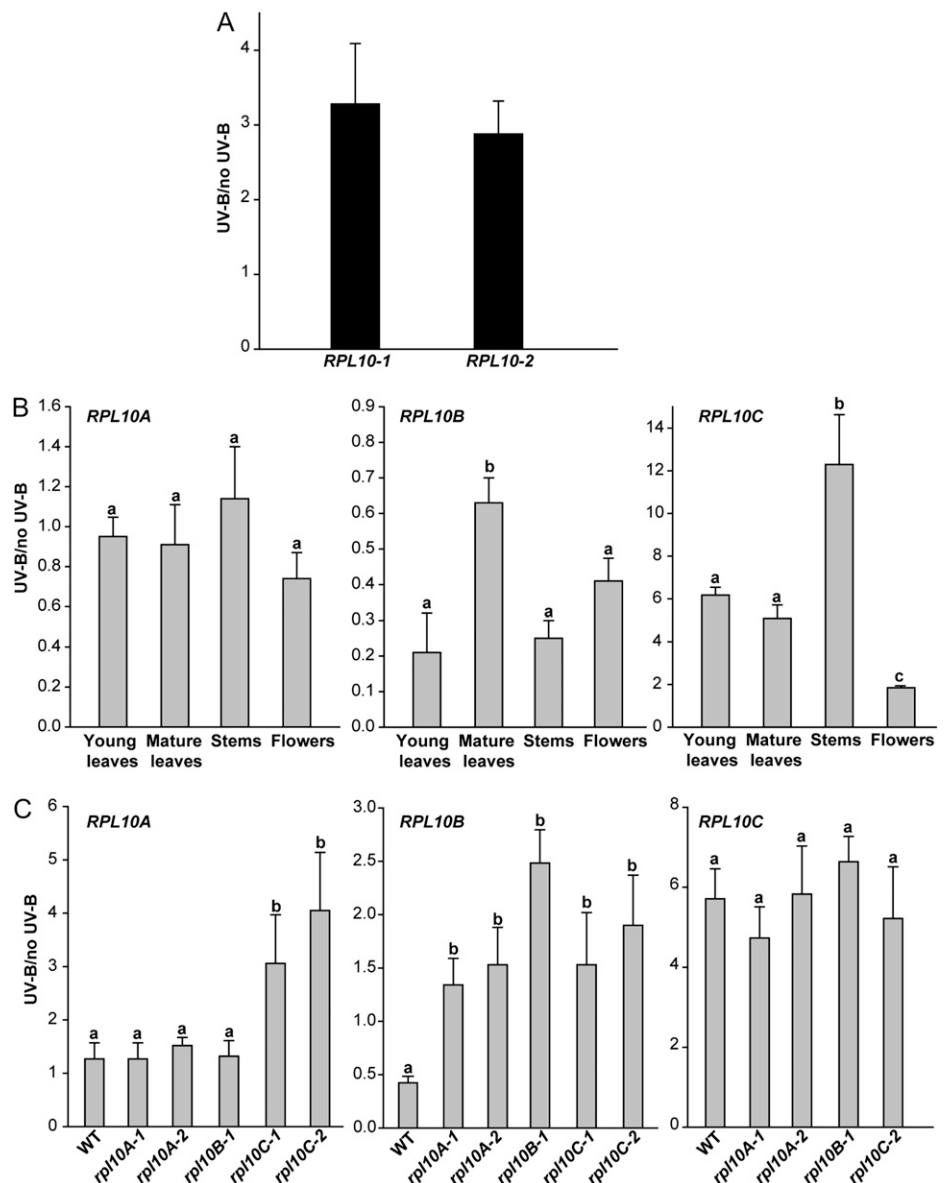 A
UV-B/no UV-B
4
3
2
1
0
RPL10-1 RPL10-2
B
RPL10A
UV-B/no UV-B
1.6
1.4
1.2
1.0
0.8
0.6
0.4
0.2
0.0
a a a a
Young leaves Mature leaves Stems Flowers
RPL10B
0.9
0.8
0.7
0.6
0.5
0.4
0.3
0.2
0.1
0.0
a b a a
Young leaves Mature leaves Stems Flowers
RPL10C
14
12
10
8
6
4
2
0
a a b c
Young leaves Mature leaves Stems Flowers
C
RPL10A
UV-B/no UV-B
6
5
4
3
2
1
0
a a a a b b
WT rpl10A-1 rpl10A-2 rpl10B-1 rpl10C-1 rpl10C-2
RPL10B
3.0
2.5
2.0
1.5
1.0
0.5
0.0
a b b b b b
WT rpl10A-1 rpl10A-2 rpl10B-1 rpl10C-1 rpl10C-2
RPL10C
8
6
4
2
0
a a a a a
WT rpl10A-1 rpl10A-2 rpl10B-1 rpl10C-2